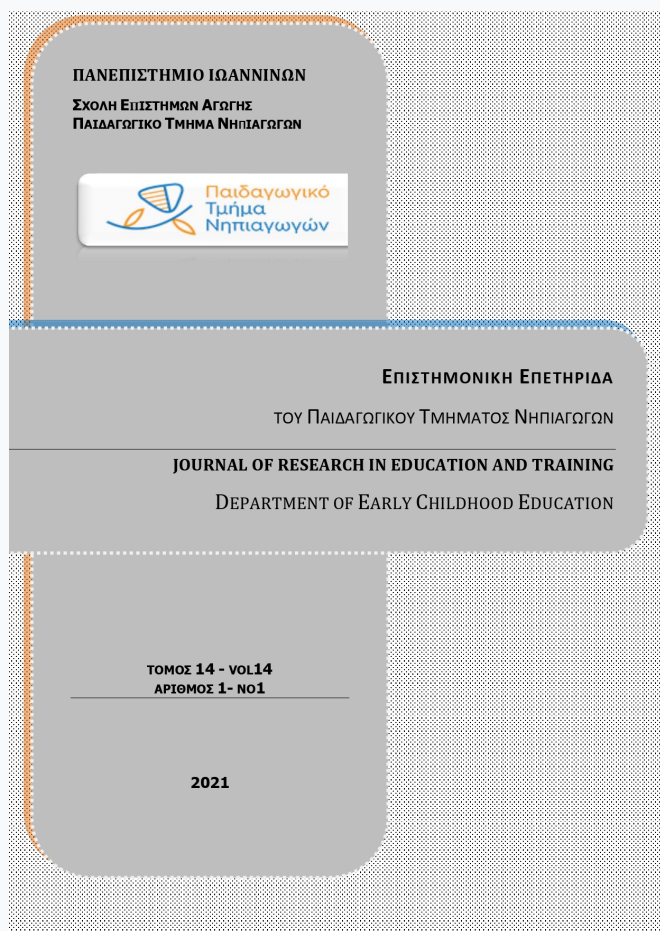 ΠΑΝΕΠΙΣΤΗΜΙΟ ΙΩΑΝΝΙΝΩΝ
ΣΧΟΛΗ ΕΠΙΣΤΗΜΩΝ ΑΓΩΓΗΣ
ΠΑΙΔΑΓΩΓΙΚΟ ΤΜΗΜΑ ΝΗΠΙΑΓΩΓΩΝ
Παιδαγωγικό
Τμήμα
Νηπιαγωγών
ΕΠΙΣΤΗΜΟΝΙΚΗ ΕΠΕΤΗΡΙΔΑ
ΤΟΥ ΠΑΙΔΑΓΩΓΙΚΟΥ ΤΜΗΜΑΤΟΣ ΝΗΠΙΑΓΩΓΩΝ
JOURNAL OF RESEARCH IN EDUCATION AND TRAINING
DEPARTMENT OF EARLY CHILDHOOD EDUCATION
ΤΟΜΟΣ 14 - VOL14
ΑΡΙΘΜΟΣ 1- NO1
2021